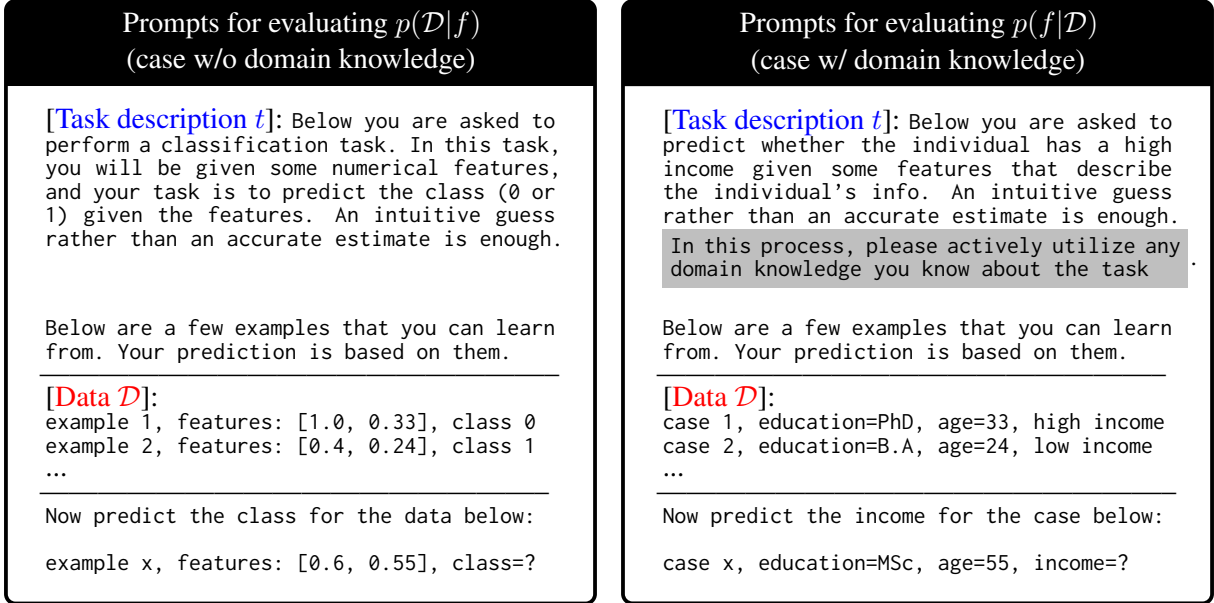 Prompts for evaluating p(𝒟|f)
(case w/o domain knowledge)
[Task description t]: Below you are asked to
perform a classification task. In this task,
you will be given some numerical features,
and your task is to predict the class (0 or
1) given the features. An intuitive guess
rather than an accurate estimate is enough.
Below are a few examples that you can learn
from. Your prediction is based on them.
[Data 𝒟]:
example 1, features: [1.0, 0.33], class 0
example 2, features: [0.4, 0.24], class 1
...
Now predict the class for the data below:
example x, features: [0.6, 0.55], class=?
Prompts for evaluating p(f|𝒟)
(case w/ domain knowledge)
[Task description t]: Below you are asked to
predict whether the individual has a high
income given some features that describe
the individual's info. An intuitive guess
rather than an accurate estimate is enough.
In this process, please actively utilize any
domain knowledge you know about the task.
Below are a few examples that you can learn
from. Your prediction is based on them.
[Data 𝒟]:
case 1, education=PhD, age=33, high income
case 2, education=B.A, age=24, low income
...
Now predict the income for the case below:
case x, education=MSc, age=55, income=?